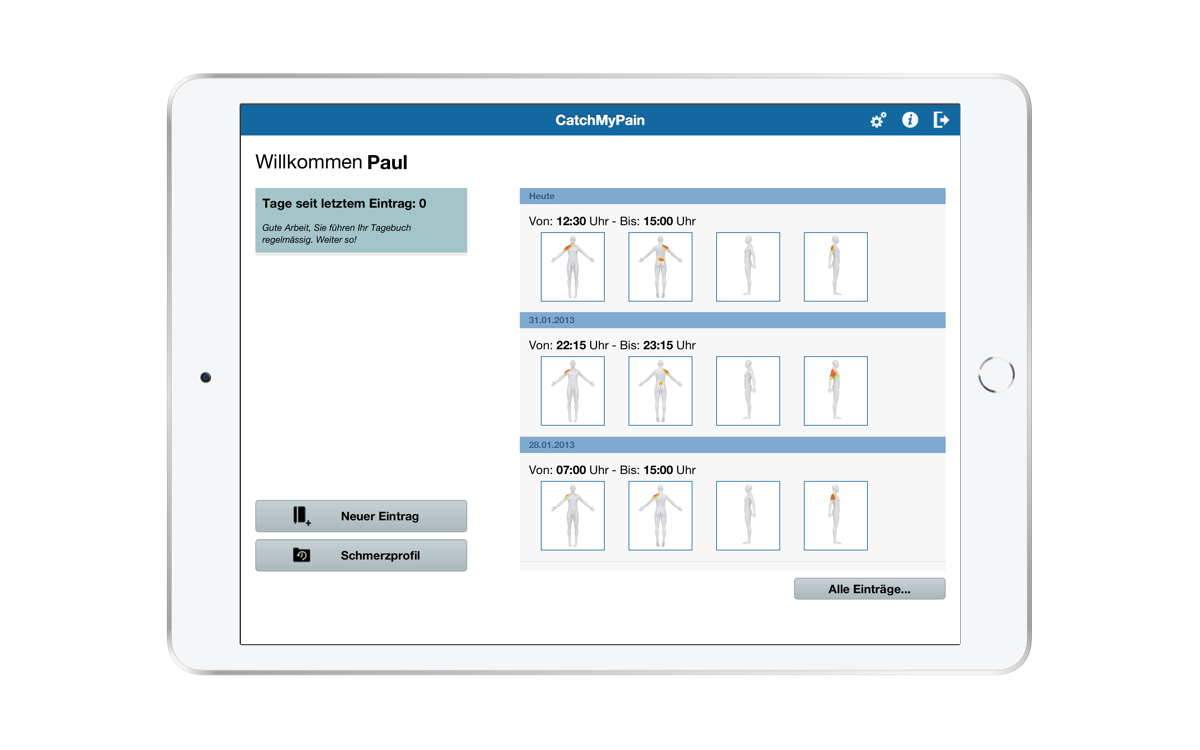 CatchMyPain
Willkommen Paul
Tage seit letztem Eintrag: 0
Gute Arbeit, Sie führen Ihr Tagebuch
regelmässig. Weiter so!
Neuer Eintrag
Schmerzprofil
Heute
Von: 12:30 Uhr - Bis: 15:00 Uhr
31.01.2013
Von: 22:15 Uhr - Bis: 23:15 Uhr
28.01.2013
Von: 07:00 Uhr - Bis: 15:00 Uhr
Alle Einträge...